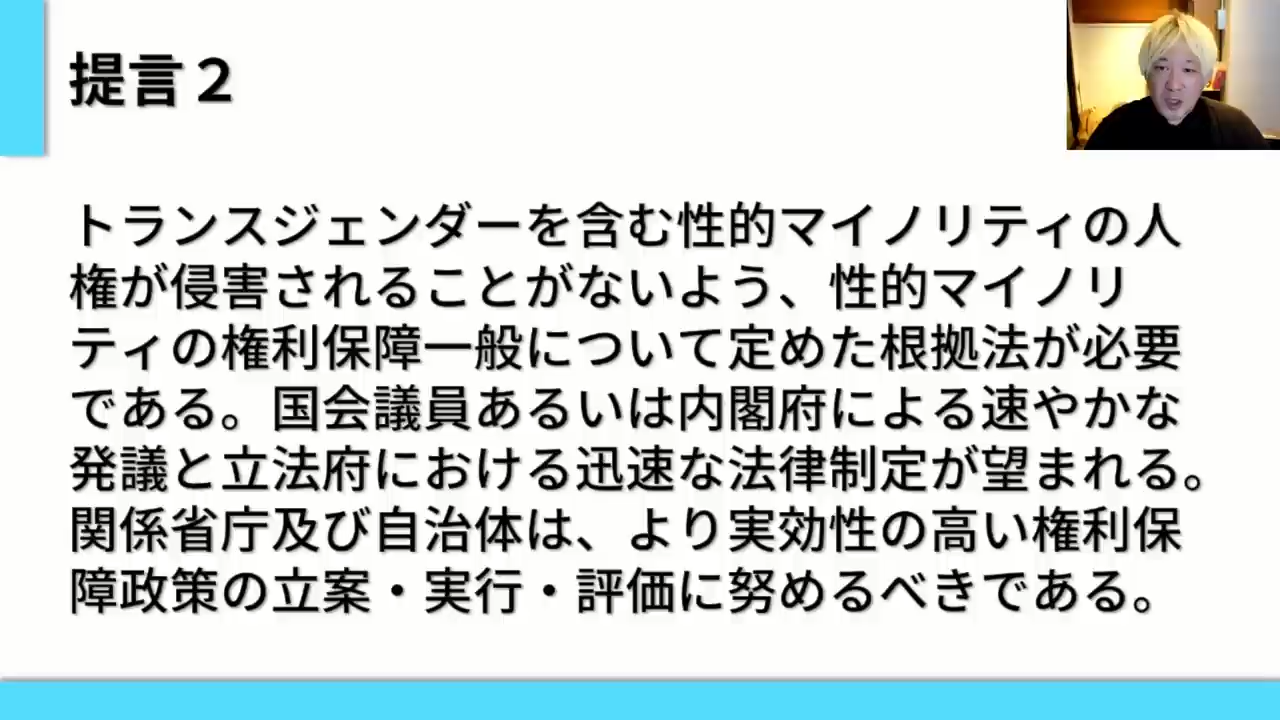 提言２
トランスジェンダーを含む性的マイノリティの人
権が侵害されることがないよう、性的マイノリ
ティの権利保障一般について定めた根拠法が必要
である。国会議員あるいは内閣府による速やかな
発議と立法府における迅速な法律制定が望まれる。
関係省庁及び自治体は、より実効性の高い権利保
障政策の立案・実行・評価に努めるべきである。